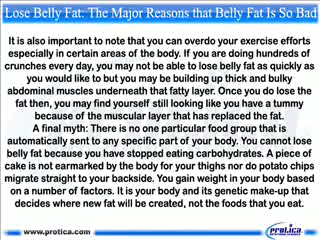 Lose Belly Fat: The Major Reasons that Belly Fat Is So Bad
It is also important to note that you can overdo your exercise efforts
especially in certain areas of the body. If you are doing hundreds of
crunches every day, you may not be able to lose belly fat as quickly as
you would like to but you may be building up thick and bulky
abdominal muscles underneath that fatty layer. Once you do lose the
fat then, you may find yourself still looking like you have a tummy
because of the muscular layer that has replaced the fat.
A final myth: There is no one particular food group that is
automatically sent to any specific part of your body. You cannot lose
belly fat because you have stopped eating carbohydrates. A piece of
cake is not earmarked by the body for your thighs nor do potato chips
migrate straight to your backside. You gain weight in your body based
on a number of factors. It is your body and its genetic make-up that
decides where new fat will be created, not the foods that you eat.
www.protica.com
protica